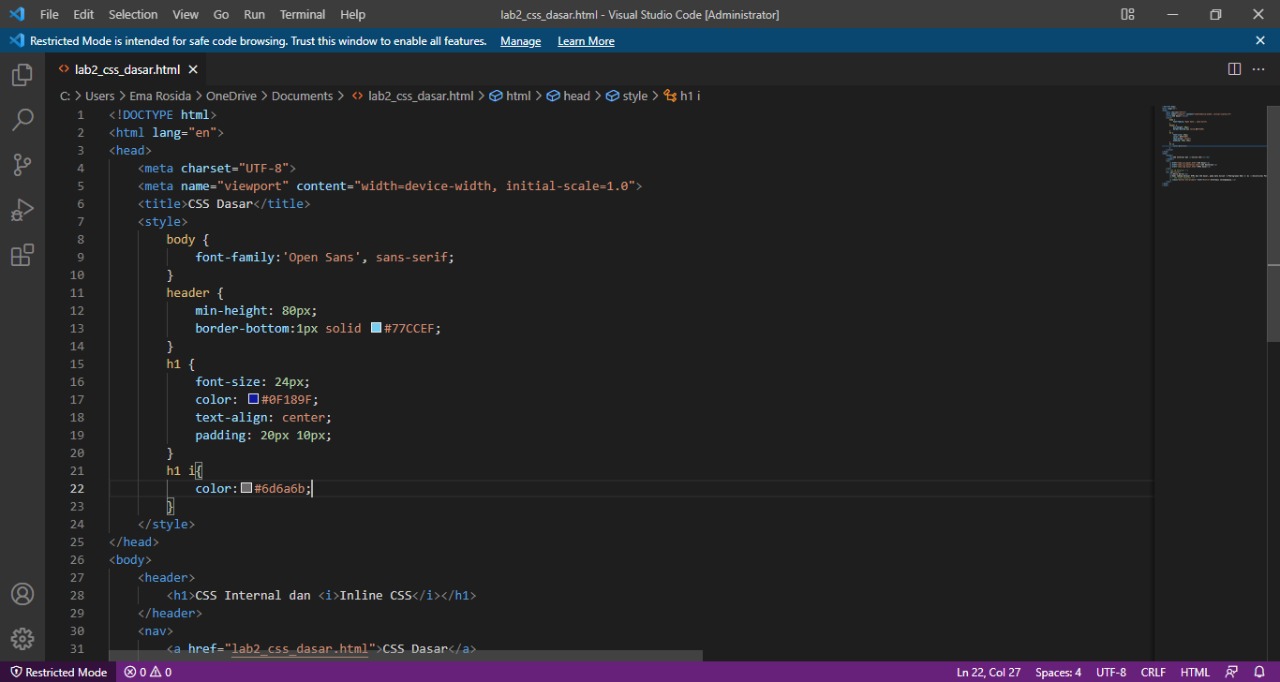 File Edit Selection View Go Run Terminal Help lab2_css_dasar.html - Visual Studio Code [Administrator]
Restricted Mode is intended for safe code browsing. Trust this window to enable all features. Manage Learn More
lab2_css_dasar.html
C: > Users > Ema Rosida > OneDrive > Documents > lab2_css_dasar.html > html > head > style > h1 i
1 <!DOCTYPE html>
2 <html lang="en">
3 <head>
4 <meta charset="UTF-8">
5 <meta name="viewport" content="width=device-width, initial-scale=1.0">
6 <title>CSS Dasar</title>
7 <style>
8 body {
9 font-family:'Open Sans', sans-serif;
10 }
11 header {
12 min-height: 80px;
13 border-bottom:1px solid #77CCEF;
14 }
15 h1 {
16 font-size: 24px;
17 color: #0F189F;
18 text-align: center;
19 padding: 20px 10px;
20 }
21 h1 i{
22 color:#6d6a6b;
23 }
24 </style>
25 </head>
26 <body>
27 <header>
28 <h1>CSS Internal dan <i>Inline CSS</i></h1>
29 </header>
30 <nav>
31 <a href="lab2_css_dasar.html">CSS Dasar</a>
Restricted Mode 0 0 Ln 22, Col 27 Spaces: 4 UTF-8 CRLF HTML